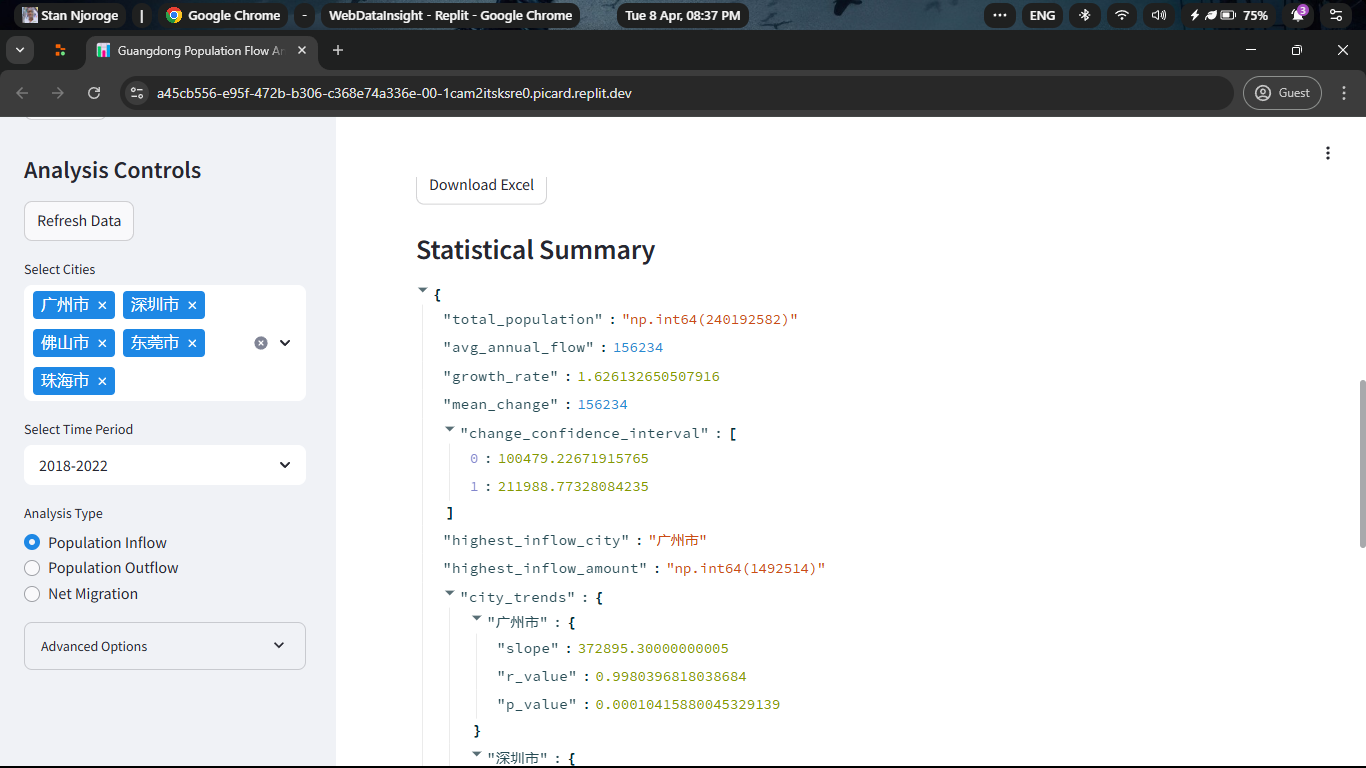 Stan Njoroge | Google Chrome - WebDataInsight - Replit - Google Chrome Tue 8 Apr, 08:37 PM ENG 75% 3
Guangdong Population Flow An
a45cb556-e95f-472b-b306-c368e74a336e-00-1cam2itsksre0.picard.replit.dev Guest
Analysis Controls
Refresh Data
Select Cities
广州市 × 深圳市 ×
佛山市 × 东莞市 ×
珠海市 ×
Select Time Period
2018-2022
Analysis Type
Population Inflow
Population Outflow
Net Migration
Advanced Options
Download Excel
Statistical Summary
{
"total_population" : "np.int64(240192582)"
"avg_annual_flow" : 156234
"growth_rate" : 1.626132650507916
"mean_change" : 156234
"change_confidence_interval" : [
0 : 100479.22671915765
1 : 211988.77328084235
]
"highest_inflow_city" : "广州市"
"highest_inflow_amount" : "np.int64(1492514)"
"city_trends" : {
"广州市" : {
"slope" : 372895.30000000005
"r_value" : 0.9980396818038684
"p_value" : 0.00010415880045329139
}
"深圳市" : {